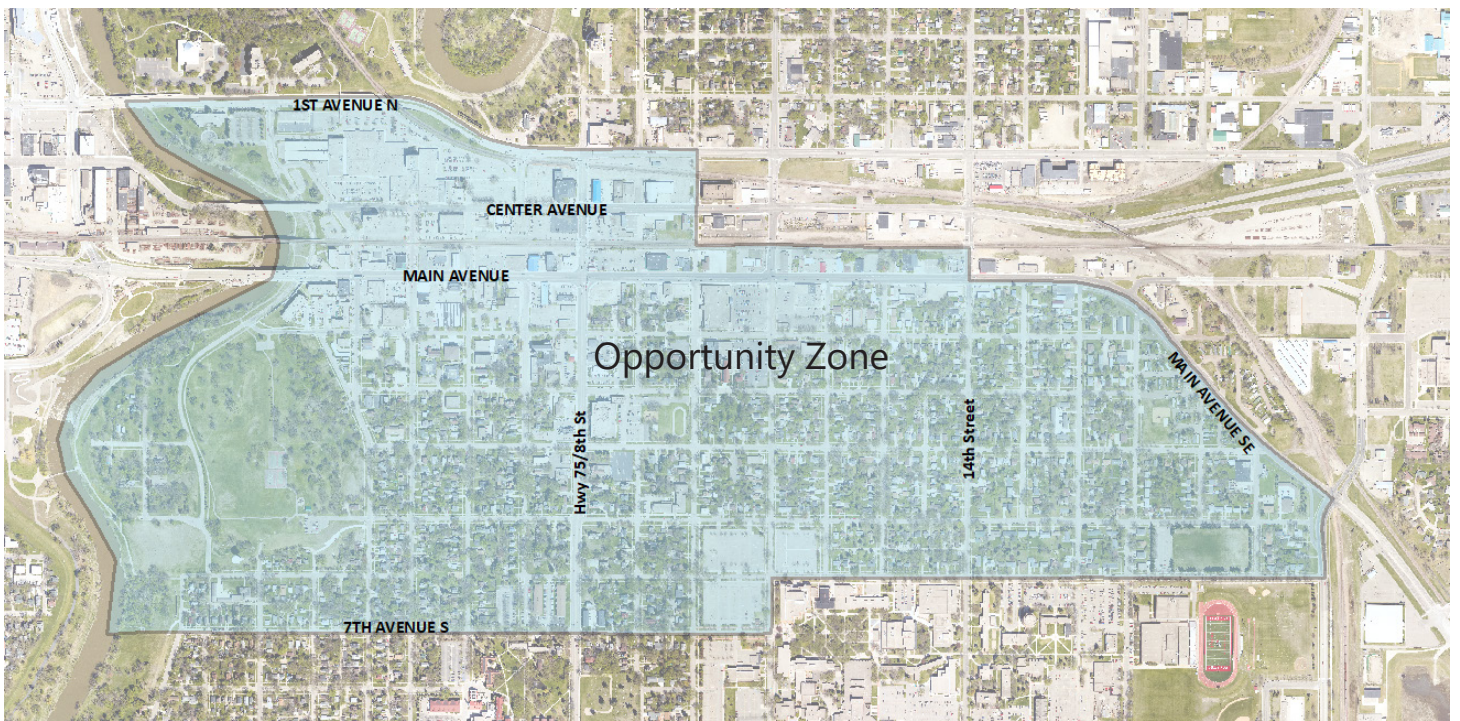 1ST AVENUE N
CENTER AVENUE
MAIN AVENUE
Opportunity Zone
MAIN AVENUE SE
Hwy 75/8th St
14th Street
7TH AVENUE S